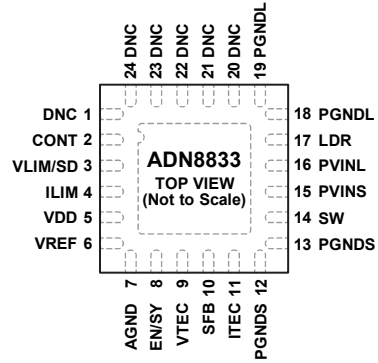 24 DNC
23 DNC
22 DNC
21 DNC
20 DNC
19 PGNDL
DNC 1
CONT 2
VLIM/SD 3
ILIM 4
VDD 5
VREF 6
ADN8833
TOP VIEW
(Not to Scale)
18 PGNDL
17 LDR
16 PVINL
15 PVINS
14 SW
13 PGNDS
AGND 7
EN/SY 8
VTEC 9
SFB 10
ITEC 11
PGNDS 12